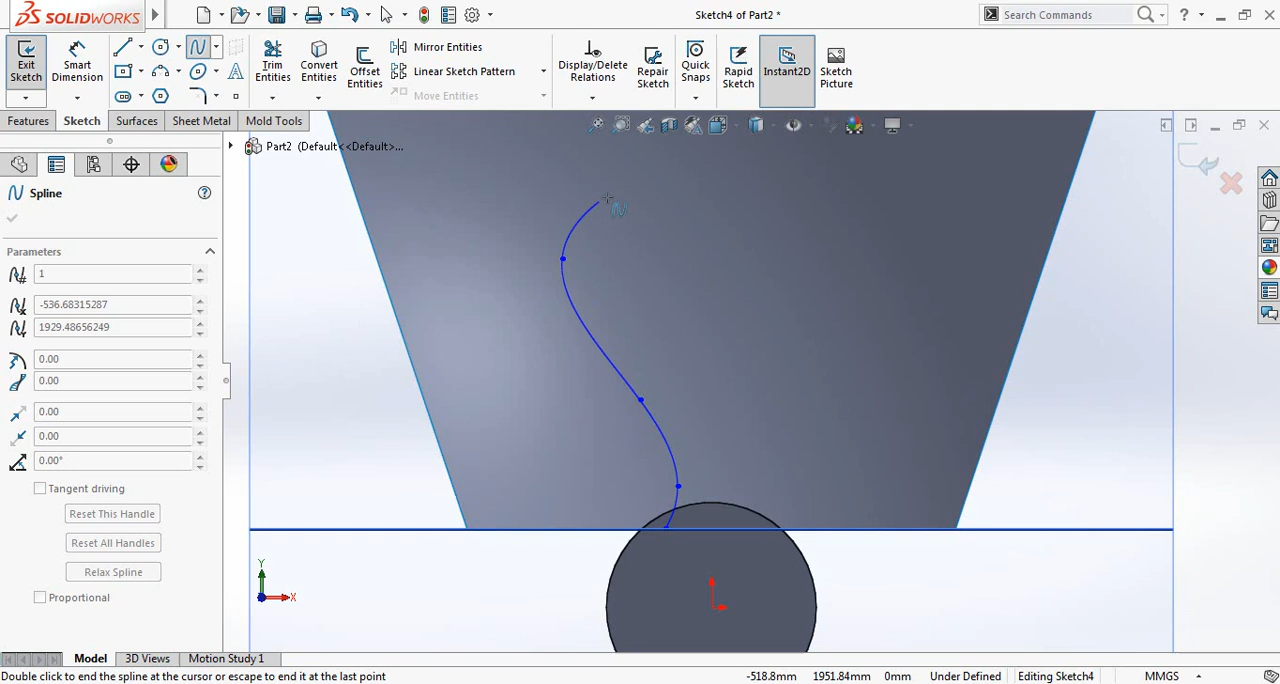 SOLIDWORKS
Sketch4 of Part2 *
Search Commands
?
Exit Sketch
Smart Dimension
Trim Entities
Convert Entities
Offset Entities
Mirror Entities
Linear Sketch Pattern
Move Entities
Display/Delete Relations
Repair Sketch
Quick Snaps
Rapid Sketch
Instant2D
Sketch Picture
Features
Sketch
Surfaces
Sheet Metal
Mold Tools
Part2 (Default<<Default>...
Spline
?
Parameters
1
-536.68315287
1929.48656249
0.00
0.00
0.00
0.00
0.00°
Tangent driving
Reset This Handle
Reset All Handles
Relax Spline
Proportional
Y
X
Model
3D Views
Motion Study 1
Double click to end the spline at the cursor or escape to end it at the last point
-518.8mm
1951.84mm
0mm
Under Defined
Editing Sketch4
MMGS